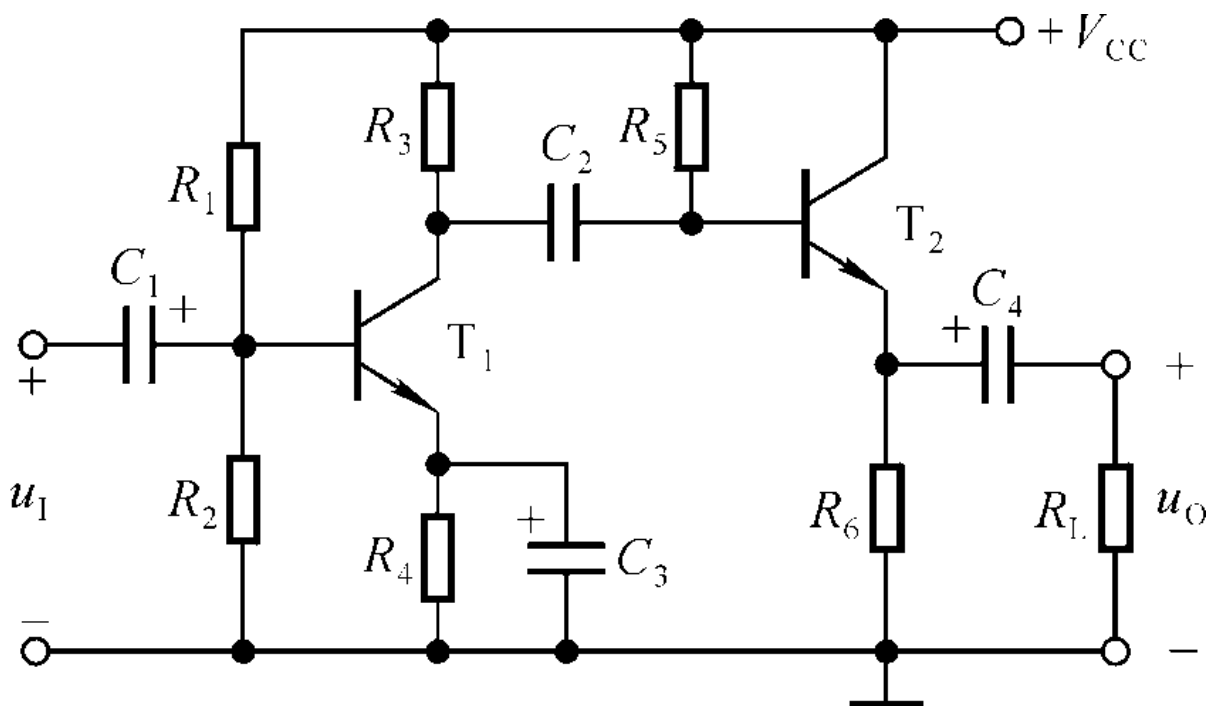 + V_CC
R_3
C_2
R_5
R_1
T_2
C_1
+
C_4
+
T_1
+
+
u_I
R_2
R_4
+
C_3
R_6
R_L
u_O
−
−